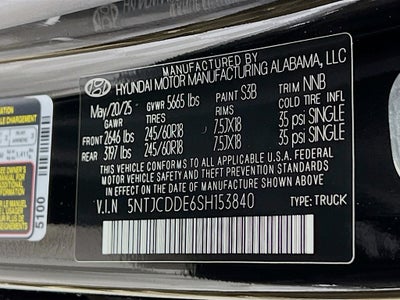 MANUFACTURED BY
HYUNDAI MOTOR MANUFACTURING ALABAMA, LLC
May/20/25 GVWR 5665 lbs PAINT S3B TRIM NNB
GAWR TIRES RIMS COLD TIRE INFL
FRONT 2646 lbs 245/60R18 7.5JX18 35 psi SINGLE
REAR 3197 lbs 245/60R18 7.5JX18 35 psi SINGLE
THIS VEHICLE CONFORMS TO ALL APPLICABLE U.S.A. FEDERAL
MOTOR VEHICLE SAFETY AND THEFT PREVENTION STANDARDS
IN EFFECT ON THE DATE OF MANUFACTURE SHOWN ABOVE.
V.I.N 5NTJCDDE6SH153840 TYPE: TRUCK
5100